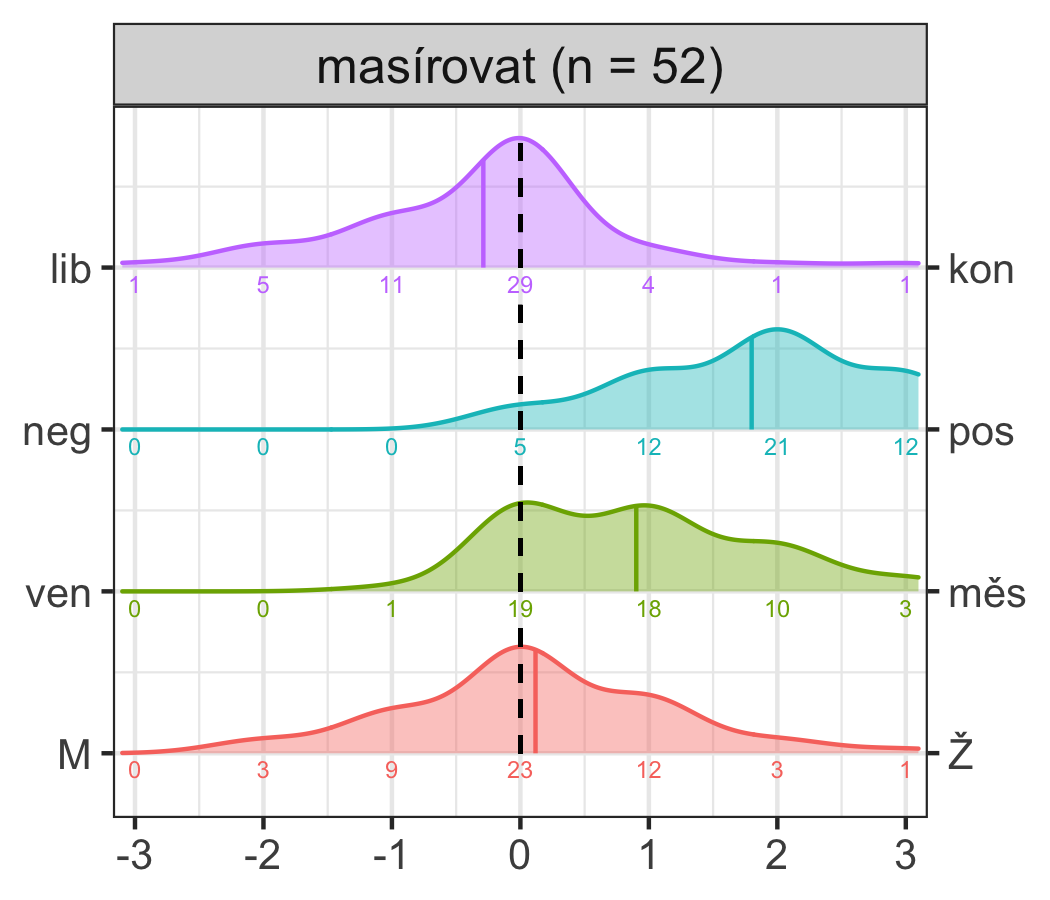 masírovat (n = 52)
lib kon
1 5 11 29 4 1 1
neg pos
0 0 0 5 12 21 12
ven měs
0 0 1 19 18 10 3
M Ž
0 3 9 23 12 3 1
-3 -2 -1 0 1 2 3